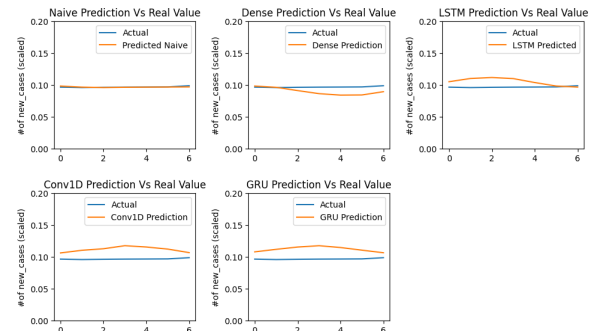 Naive Prediction Vs Real Value
#of new_cases (scaled)
0.20
0.15
0.10
0.05
0.00
Actual
Predicted Naive
0 2 4 6
Dense Prediction Vs Real Value
#of new_cases (scaled)
0.20
0.15
0.10
0.05
0.00
Actual
Dense Prediction
0 2 4 6
LSTM Prediction Vs Real Value
#of new_cases (scaled)
0.20
0.15
0.10
0.05
0.00
Actual
LSTM Predicted
0 2 4 6
Conv1D Prediction Vs Real Value
#of new_cases (scaled)
0.20
0.15
0.10
0.05
0.00
Actual
Conv1D Prediction
0 2 4 6
GRU Prediction Vs Real Value
#of new_cases (scaled)
0.20
0.15
0.10
0.05
0.00
Actual
GRU Prediction
0 2 4 6